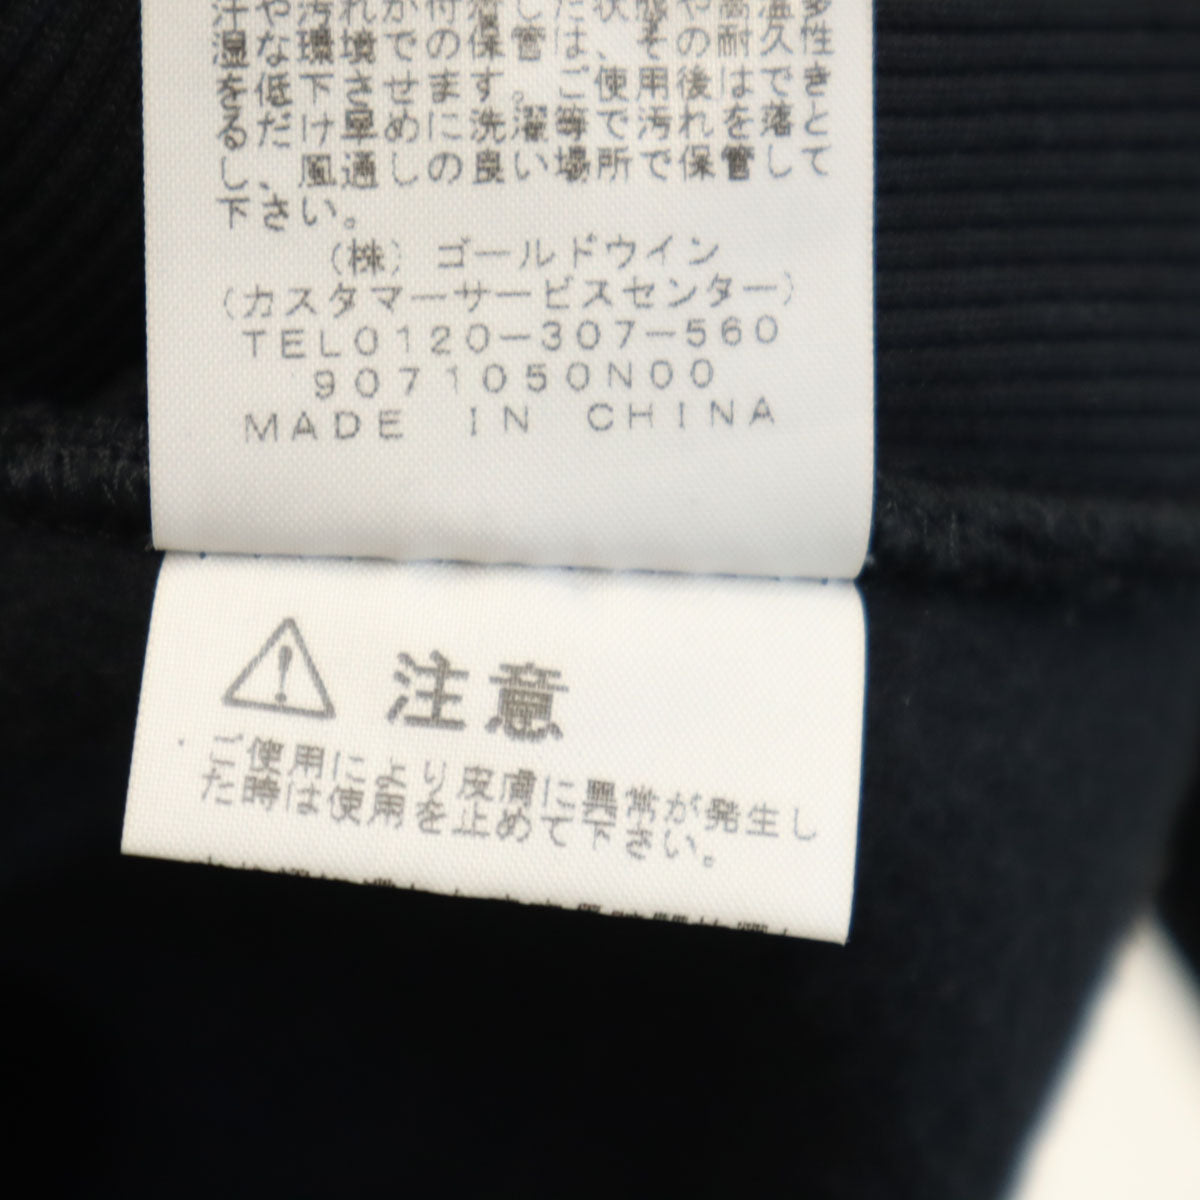 汗や汚れが付着した状態や高温多
湿な環境での保管は、その耐久性
を低下させます。ご使用後はできと
るだけ早めに洗濯等で汚れを落と
し、風通しの良い場所で保管して
下さい。
(株) ゴールドウイン
(カスタマーサービスセンター)
TEL0120-307-560
9071050N00
MADE IN CHINA
注意
ご使用により皮膚に異常が発生し
た時は使用を止めて下さい。